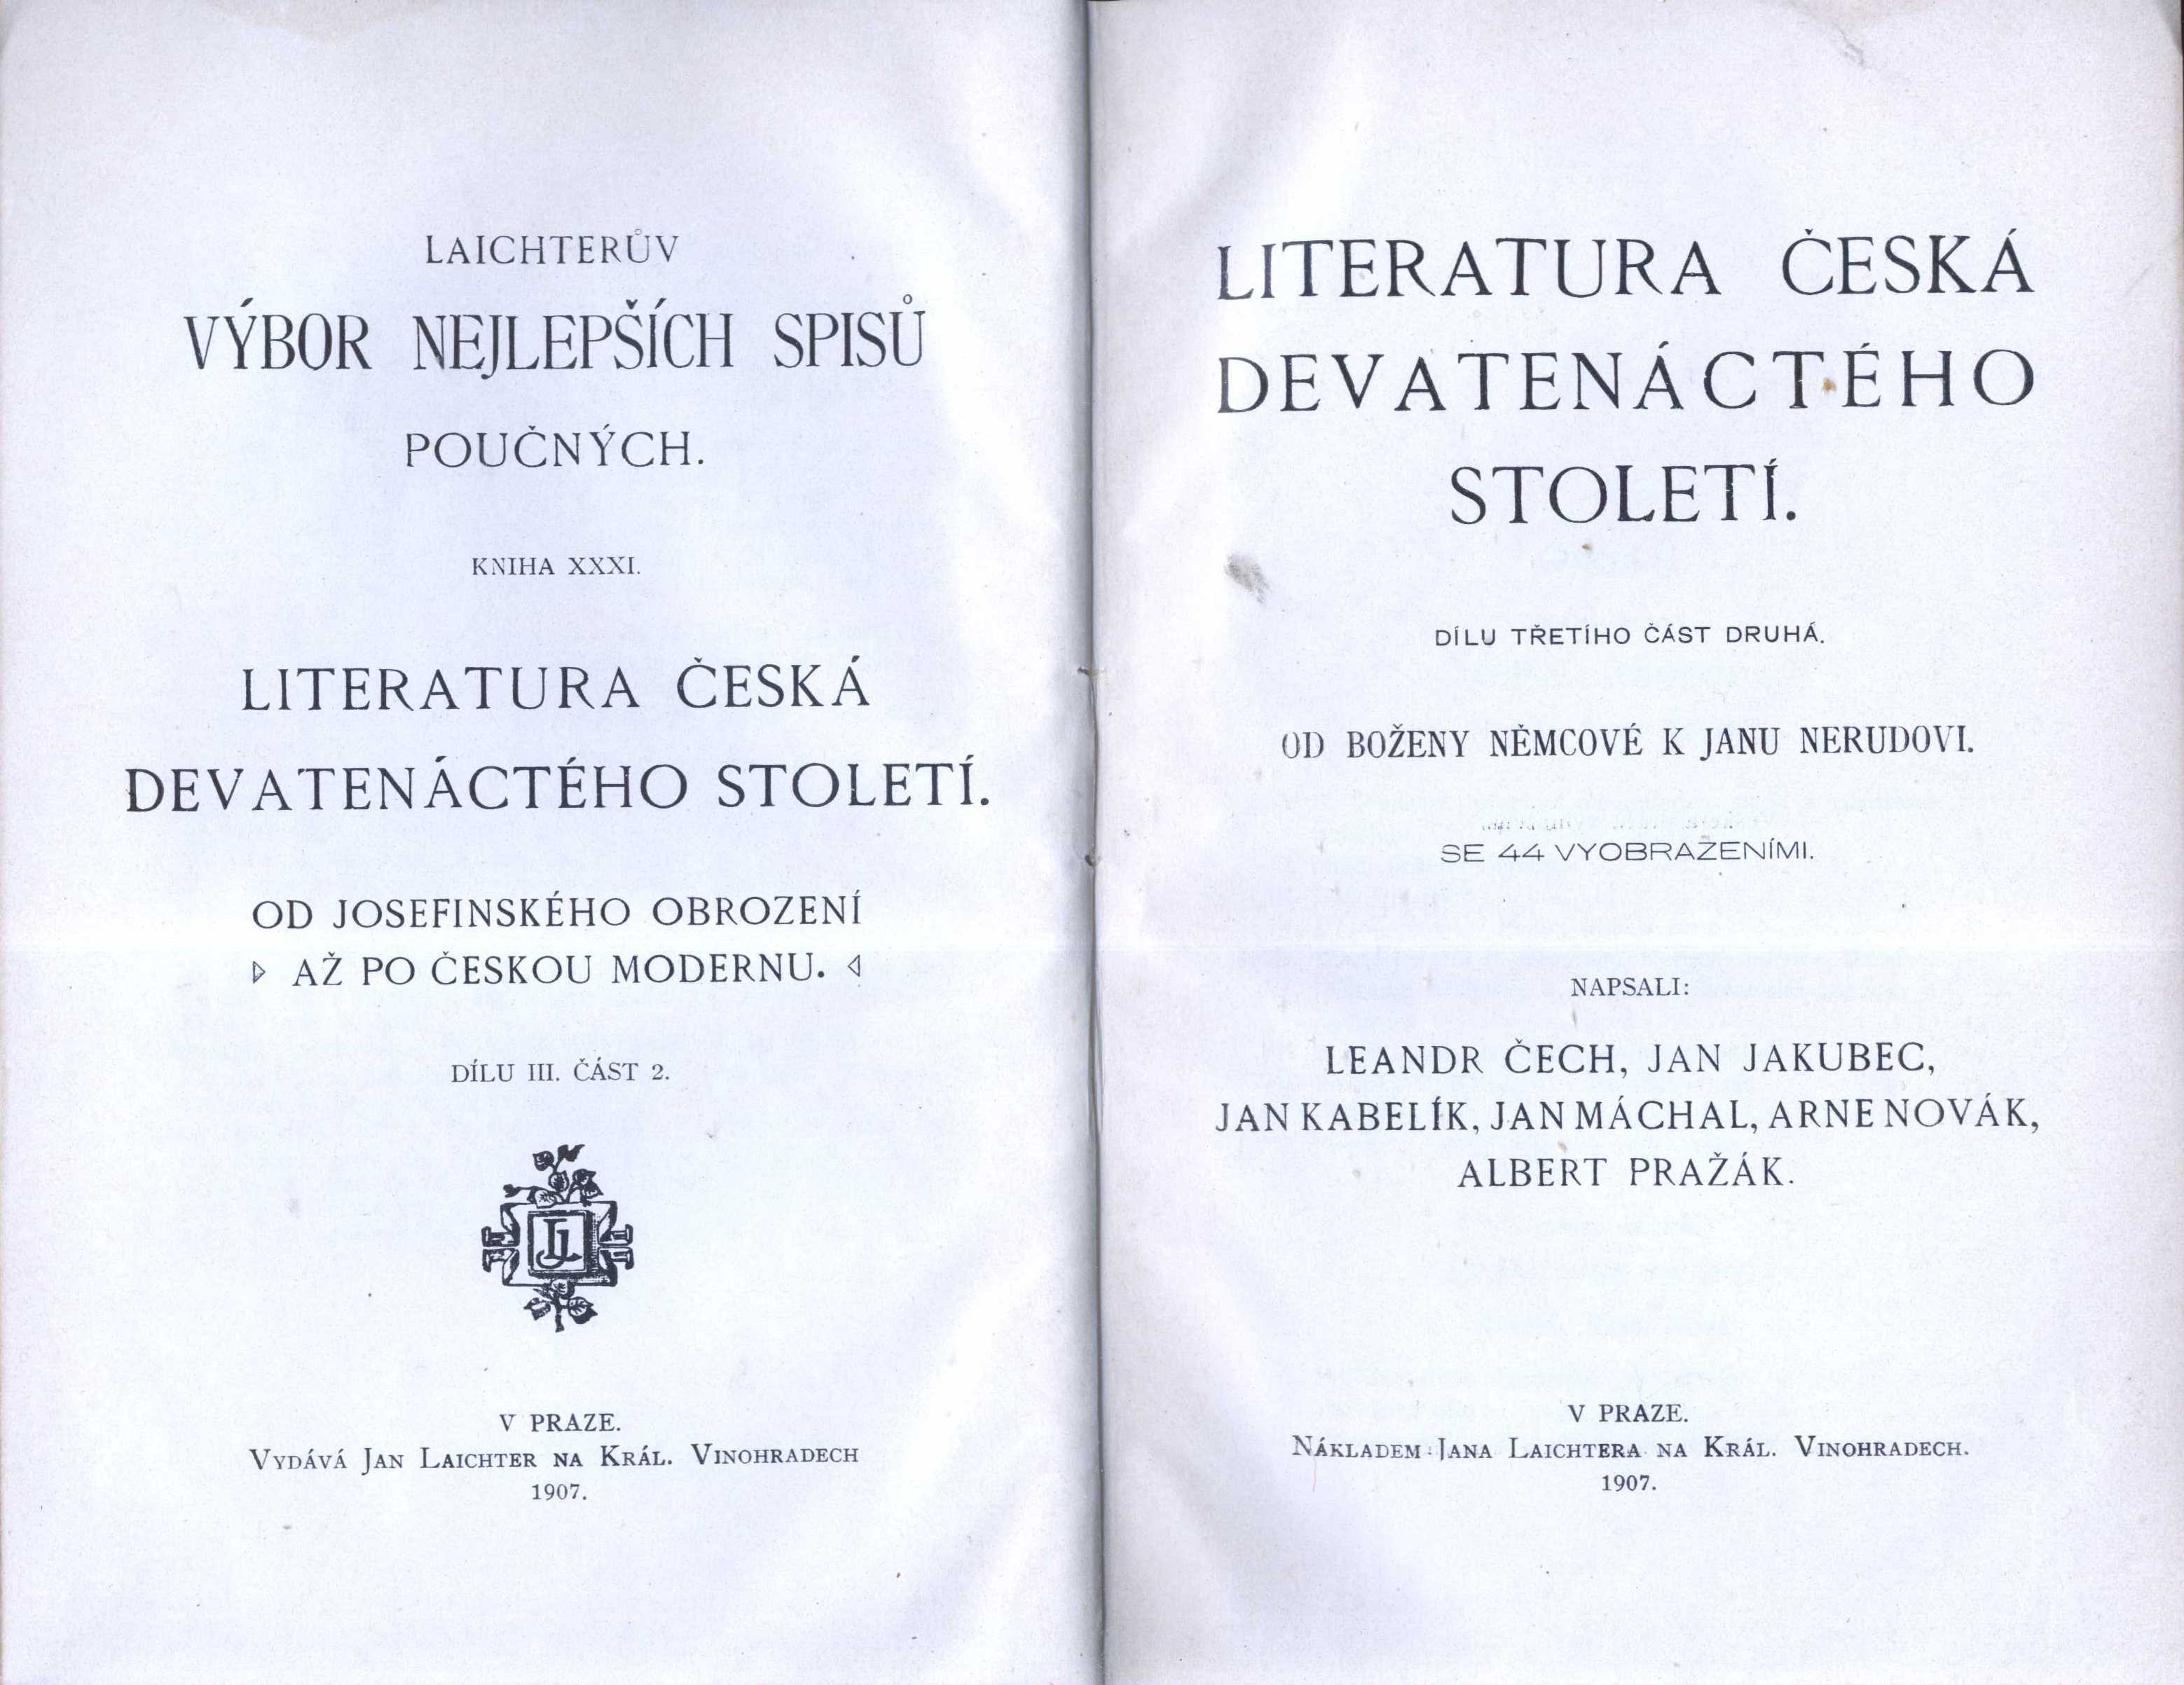 LAICHTERŮV
VÝBOR NEJLEPŠÍCH SPISŮ
POUČNÝCH.
KNIHA XXXI.
LITERATURA ČESKÁ
DEVATENÁCTÉHO STOLETÍ.
OD JOSEFINSKÉHO OBROZENÍ
▷ AŽ PO ČESKOU MODERNU. ◁
DÍLU III. ČÁST 2.
JL
V PRAZE.
VYDÁVÁ JAN LAICHTER NA KRÁL. VINOHRADECH
1907.
LITERATURA ČESKÁ
DEVATENÁCTÉHO
STOLETÍ.
DÍLU TŘETÍHO ČÁST DRUHÁ.
OD BOŽENY NĚMCOVÉ K JANU NERUDOVI.
SE 44 VYOBRAZENÍMI.
NAPSALI:
LEANDR ČECH, JAN JAKUBEC,
JAN KABELÍK, JAN MÁCHAL, ARNE NOVÁK,
ALBERT PRAŽÁK.
V PRAZE.
NÁKLADEM JANA LAICHTERA NA KRÁL. VINOHRADECH.
1907.